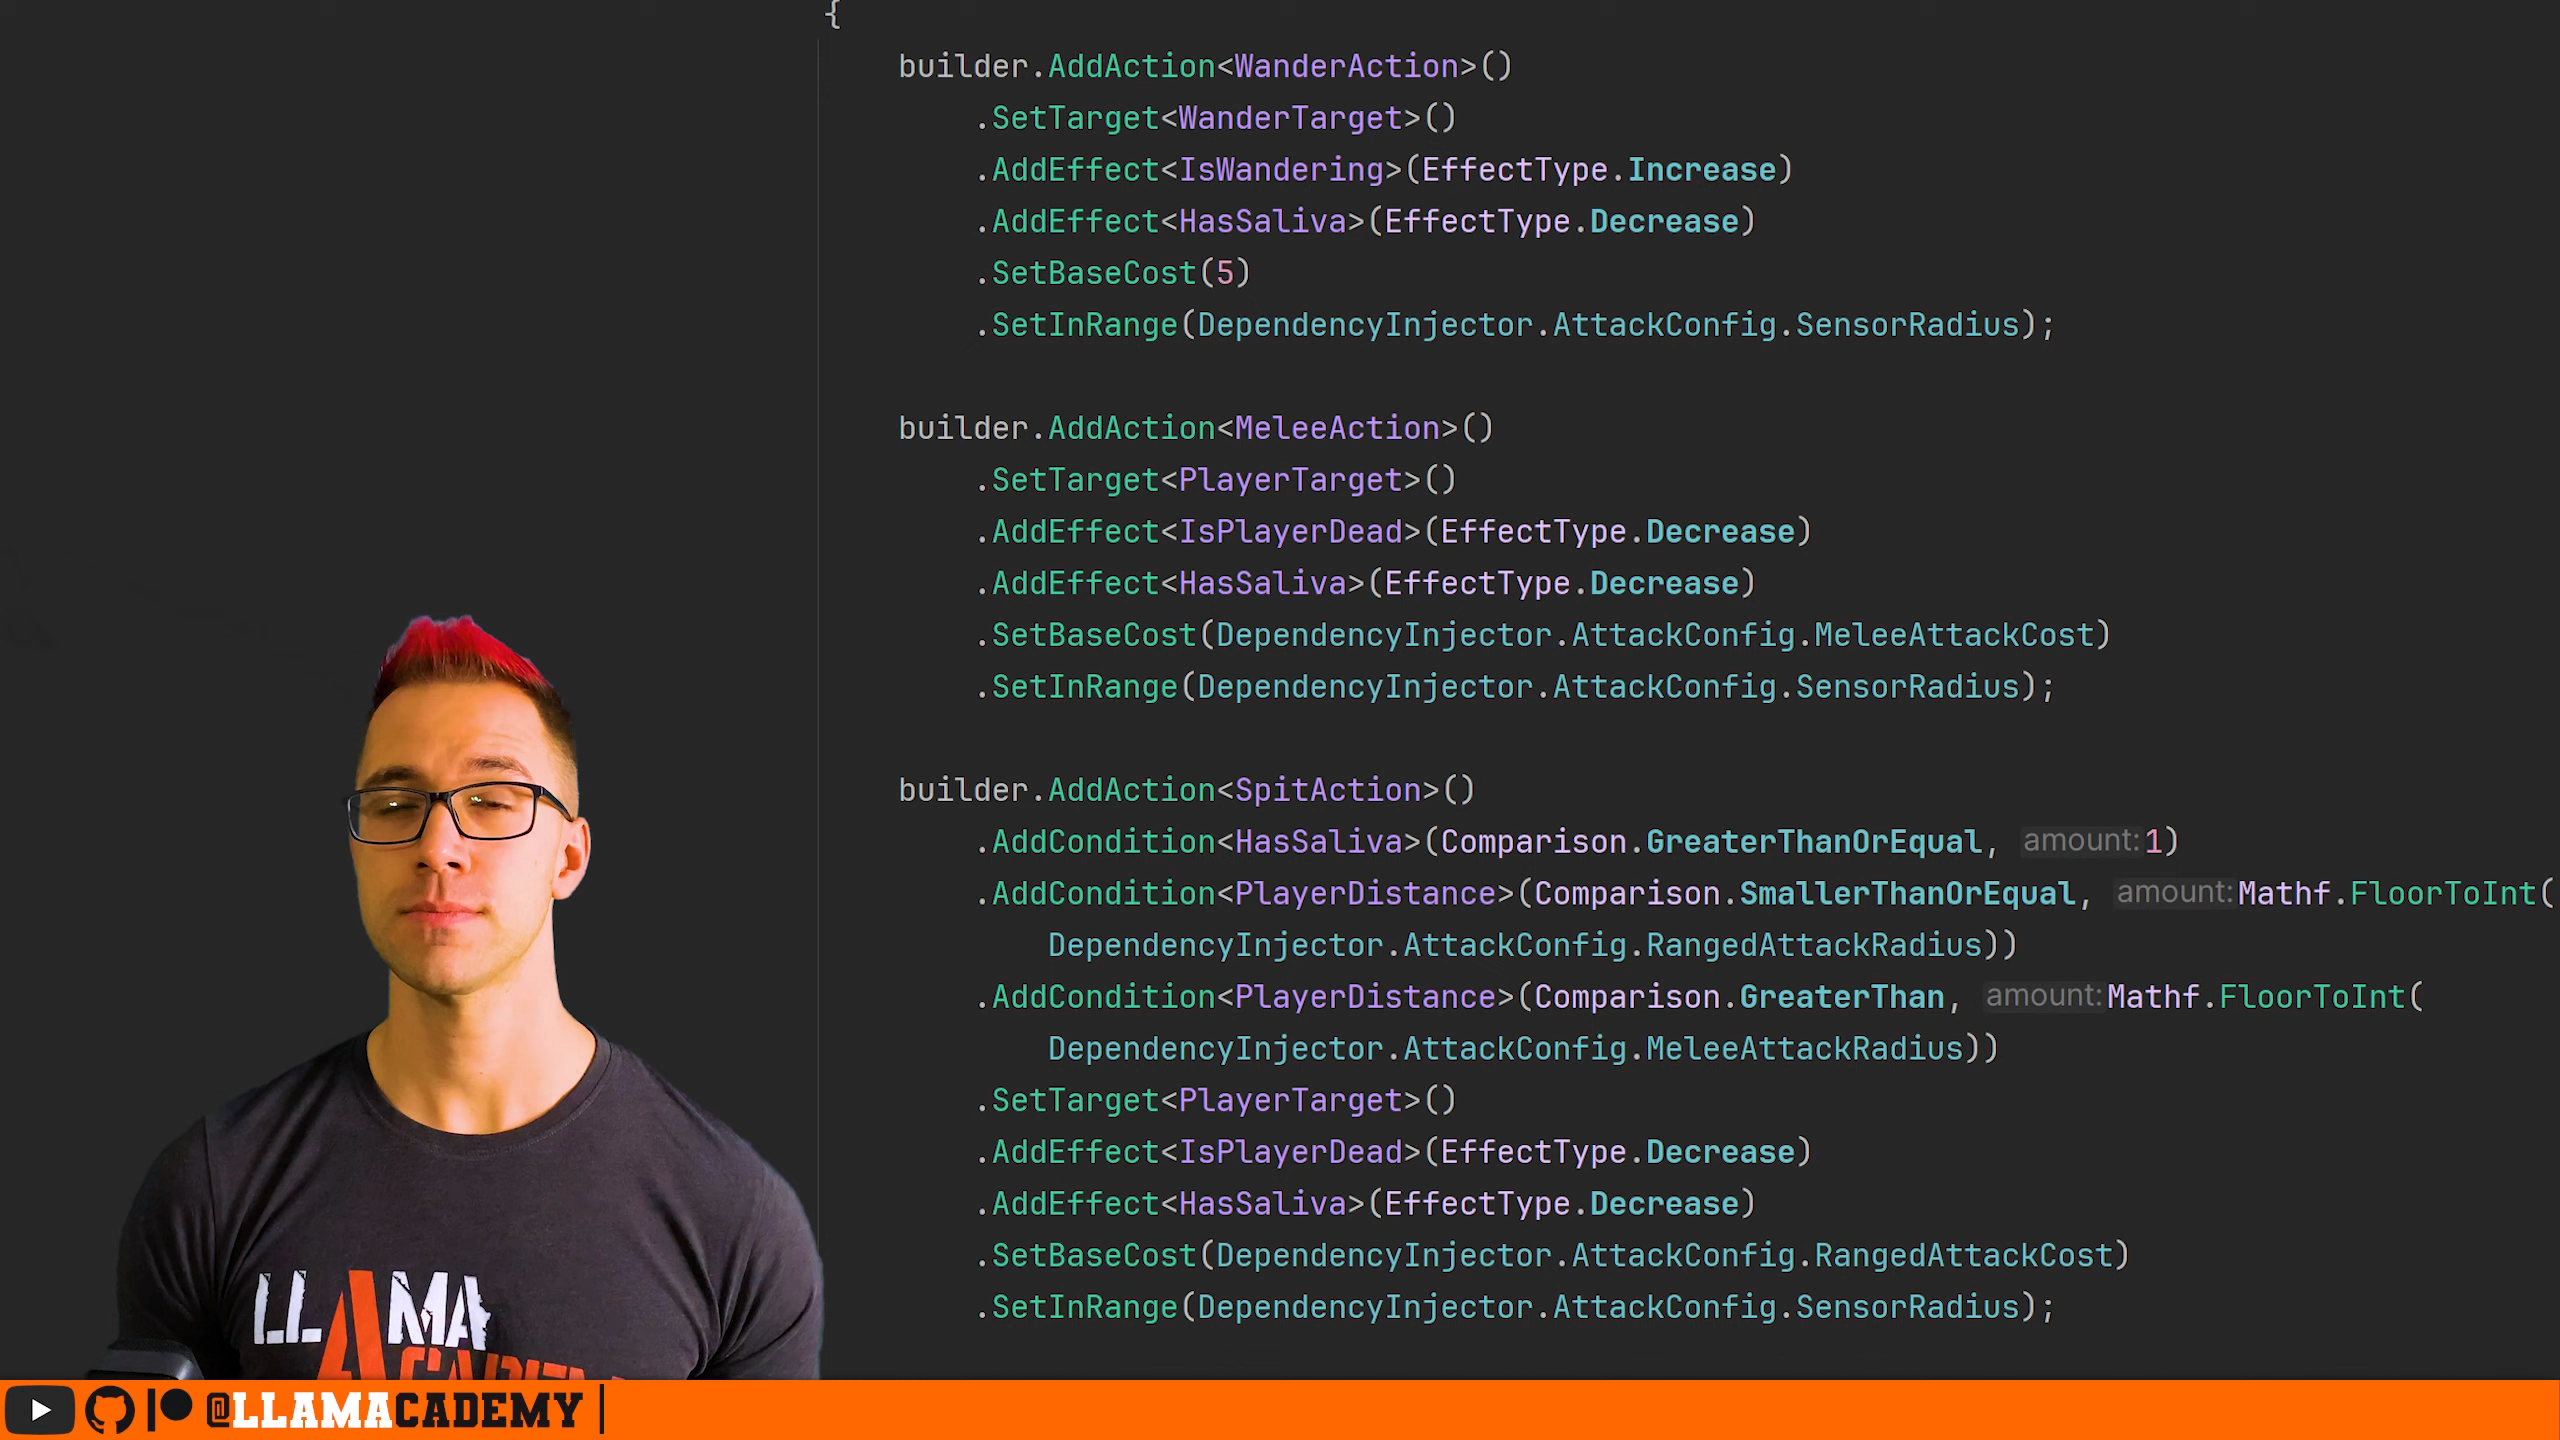 {
builder.AddAction<WanderAction>()
.SetTarget<WanderTarget>()
.AddEffect<IsWandering>(EffectType.Increase)
.AddEffect<HasSaliva>(EffectType.Decrease)
.SetBaseCost(5)
.SetInRange(DependencyInjector.AttackConfig.SensorRadius);
builder.AddAction<MeleeAction>()
.SetTarget<PlayerTarget>()
.AddEffect<IsPlayerDead>(EffectType.Decrease)
.AddEffect<HasSaliva>(EffectType.Decrease)
.SetBaseCost(DependencyInjector.AttackConfig.MeleeAttackCost)
.SetInRange(DependencyInjector.AttackConfig.SensorRadius);
builder.AddAction<SpitAction>()
.AddCondition<HasSaliva>(Comparison.GreaterThanOrEqual, amount:1)
.AddCondition<PlayerDistance>(Comparison.SmallerThanOrEqual, amount:Mathf.FloorToInt(
DependencyInjector.AttackConfig.RangedAttackRadius))
.AddCondition<PlayerDistance>(Comparison.GreaterThan, amount:Mathf.FloorToInt(
DependencyInjector.AttackConfig.MeleeAttackRadius))
.SetTarget<PlayerTarget>()
.AddEffect<IsPlayerDead>(EffectType.Decrease)
.AddEffect<HasSaliva>(EffectType.Decrease)
.SetBaseCost(DependencyInjector.AttackConfig.RangedAttackCost)
.SetInRange(DependencyInjector.AttackConfig.SensorRadius);
LLAMA
@LLAMACADEMY